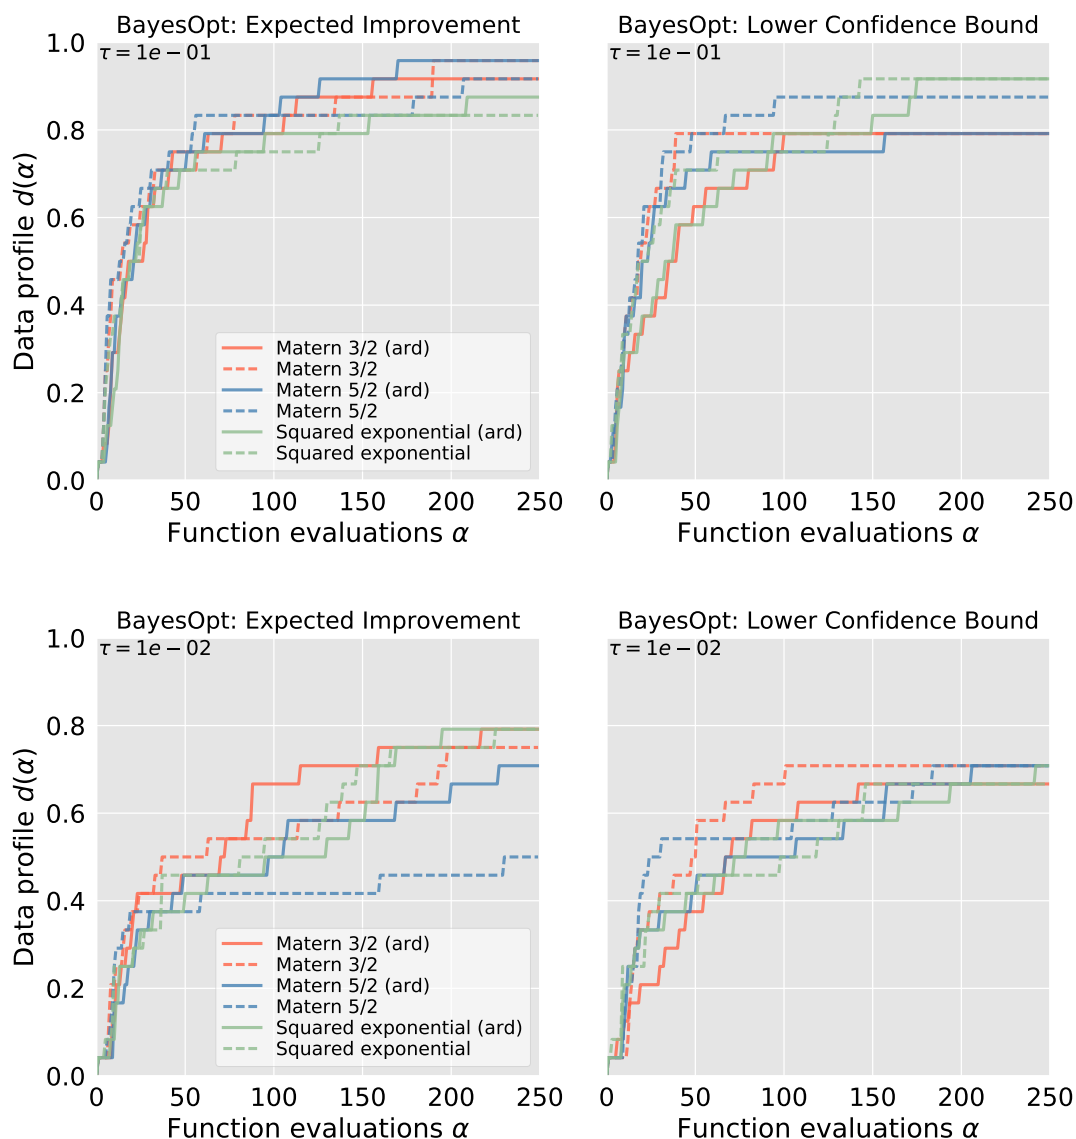 BayesOpt: Expected Improvement
τ = 1e − 01
1.0
0.8
0.6
0.4
0.2
0.0
Data profile d(α)
Matern 3/2 (ard)
Matern 3/2
Matern 5/2 (ard)
Matern 5/2
Squared exponential (ard)
Squared exponential
0 50 100 150 200 250
Function evaluations α
BayesOpt: Lower Confidence Bound
τ = 1e − 01
0 50 100 150 200 250
Function evaluations α
BayesOpt: Expected Improvement
τ = 1e − 02
1.0
0.8
0.6
0.4
0.2
0.0
Data profile d(α)
Matern 3/2 (ard)
Matern 3/2
Matern 5/2 (ard)
Matern 5/2
Squared exponential (ard)
Squared exponential
0 50 100 150 200 250
Function evaluations α
BayesOpt: Lower Confidence Bound
τ = 1e − 02
0 50 100 150 200 250
Function evaluations α